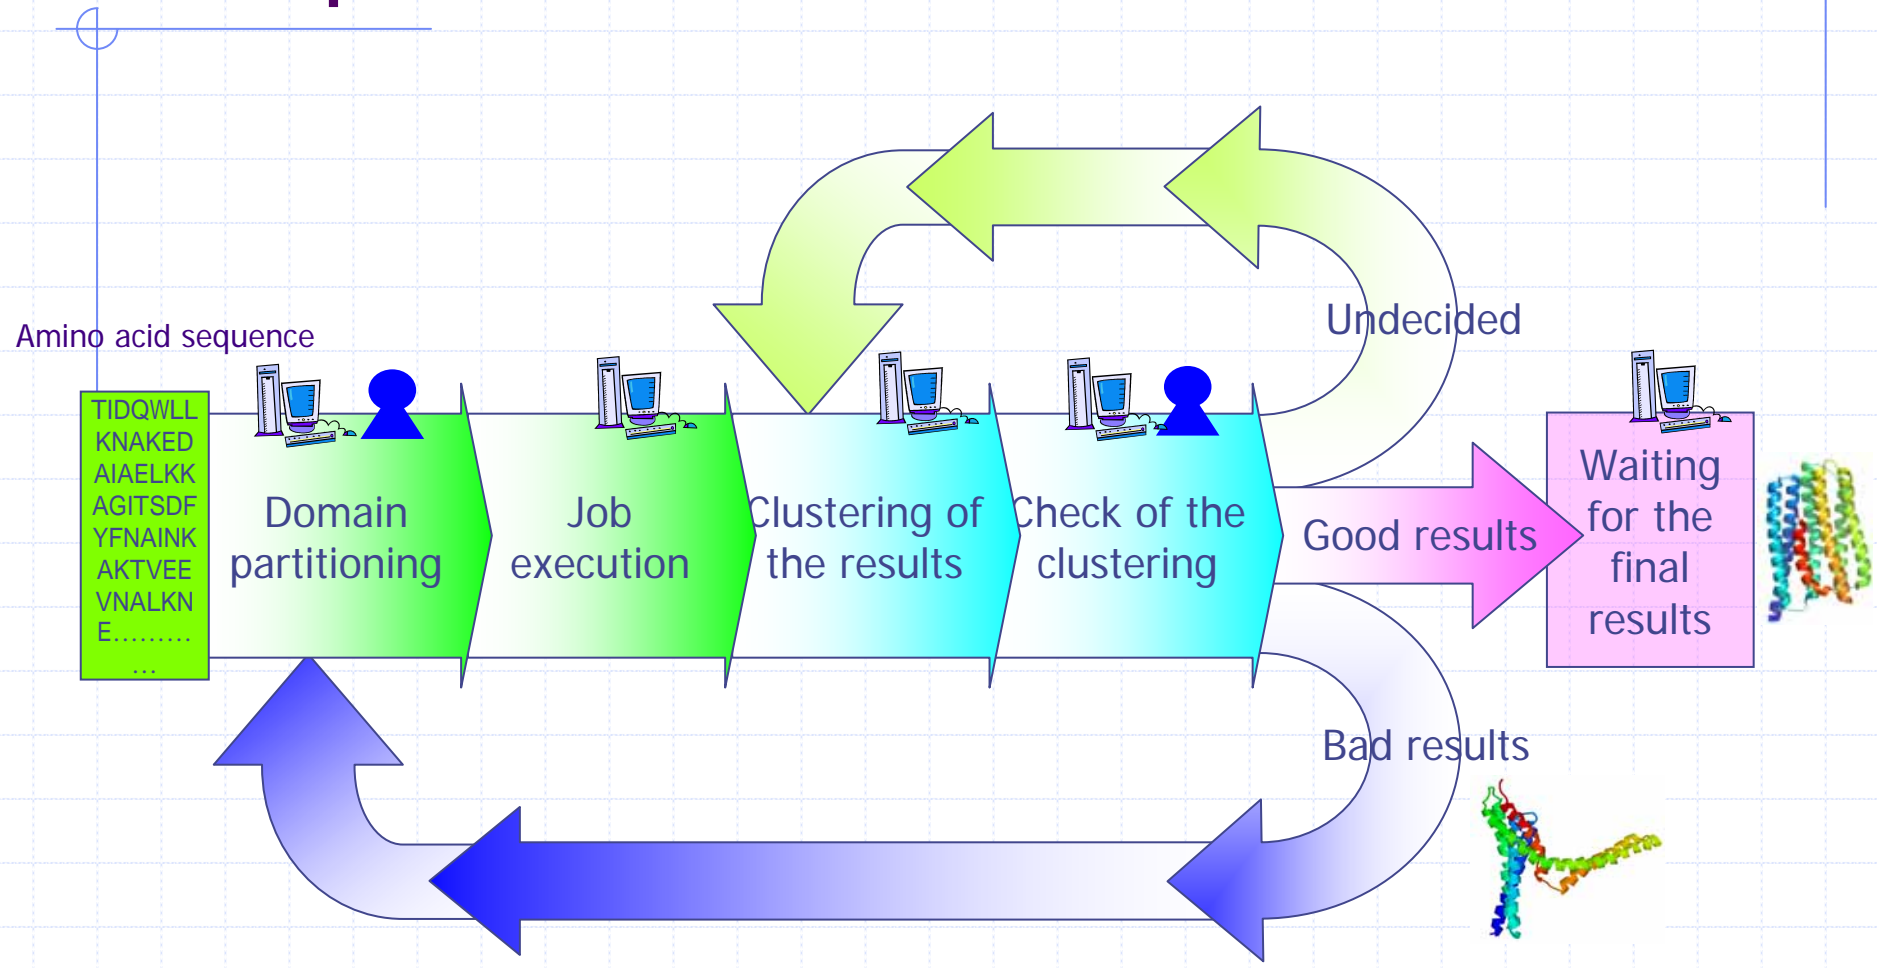 Amino acid sequence
TIDQWLL
KNAKED
AIAELKK
AGITSDF
YFNAINK
AKTVEE
VNALKN
E.........
...
Domain
partitioning
Job
execution
Clustering of
the results
Check of the
clustering
Undecided
Good results
Bad results
Waiting
for the
final
results